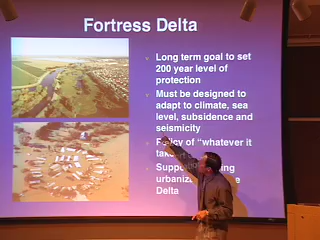 Fortress Delta
Long term goal to set
200 year level of
protection
Must be designed to
adapt to climate, sea
level, subsidence and
seismicity
of "whatever it
Delta